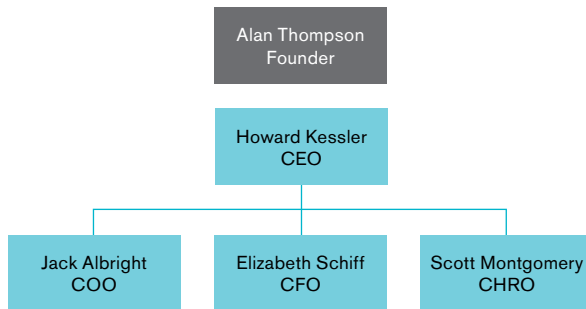 Alan Thompson
Founder
Howard Kessler
CEO
Jack Albright
COO
Elizabeth Schiff
CFO
Scott Montgomery
CHRO